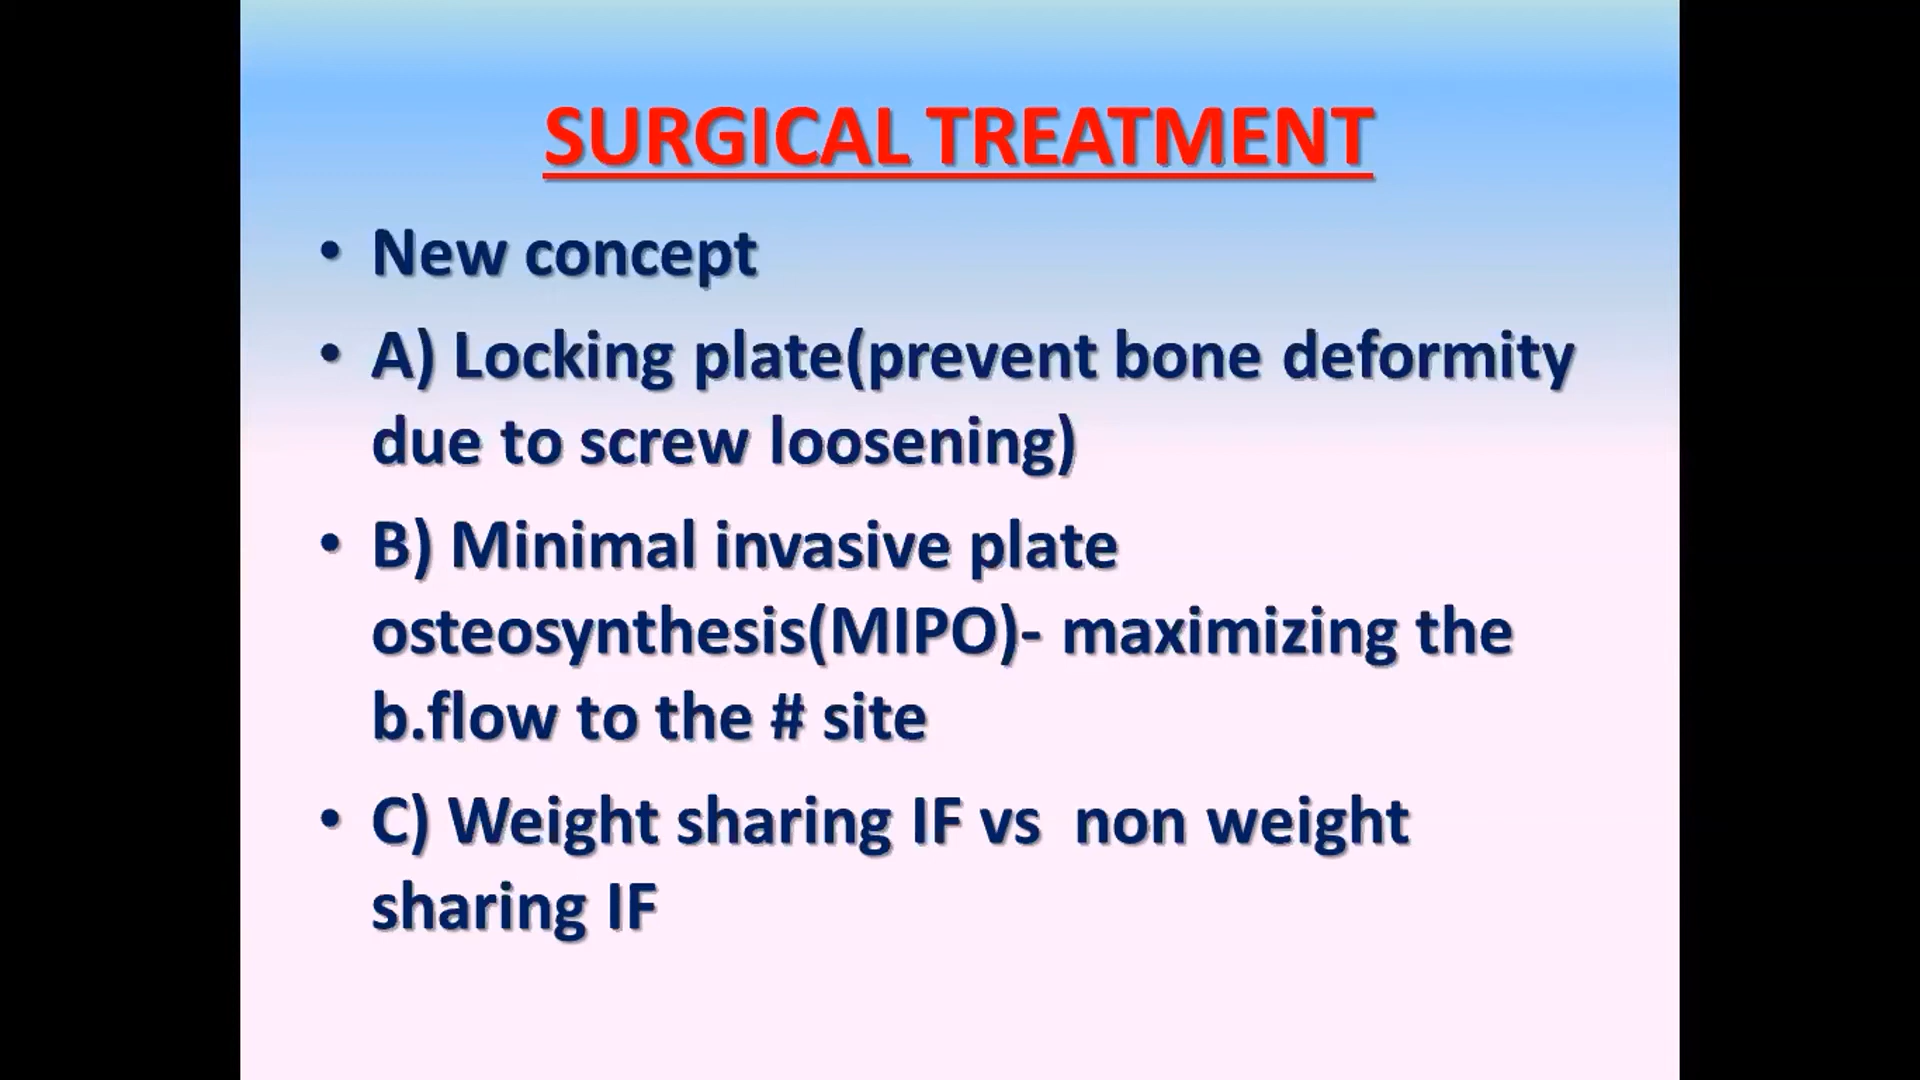 SURGICAL TREATMENT
• New concept
• A) Locking plate(prevent bone deformity
due to screw loosening)
• B) Minimal invasive plate
osteosynthesis(MIPO)- maximizing the
b.flow to the # site
• C) Weight sharing IF vs  non weight
sharing IF